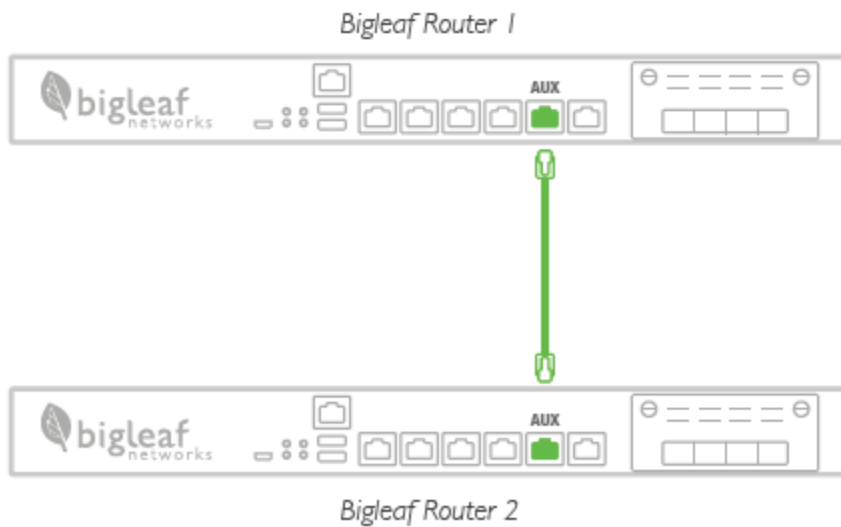 Bigleaf Router 1
AUX
bigleaf
networks
AUX
bigleaf
networks
Bigleaf Router 2